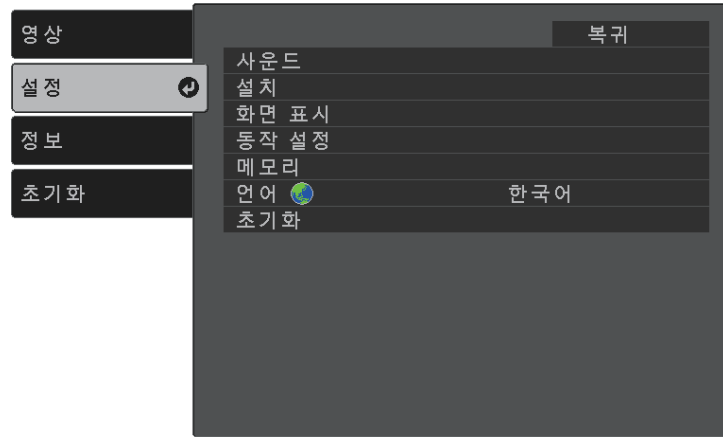 영상
설정
정보
초기화
복귀
사운드
설치
화면 표시
동작 설정
메모리
언어 한국어
초기화